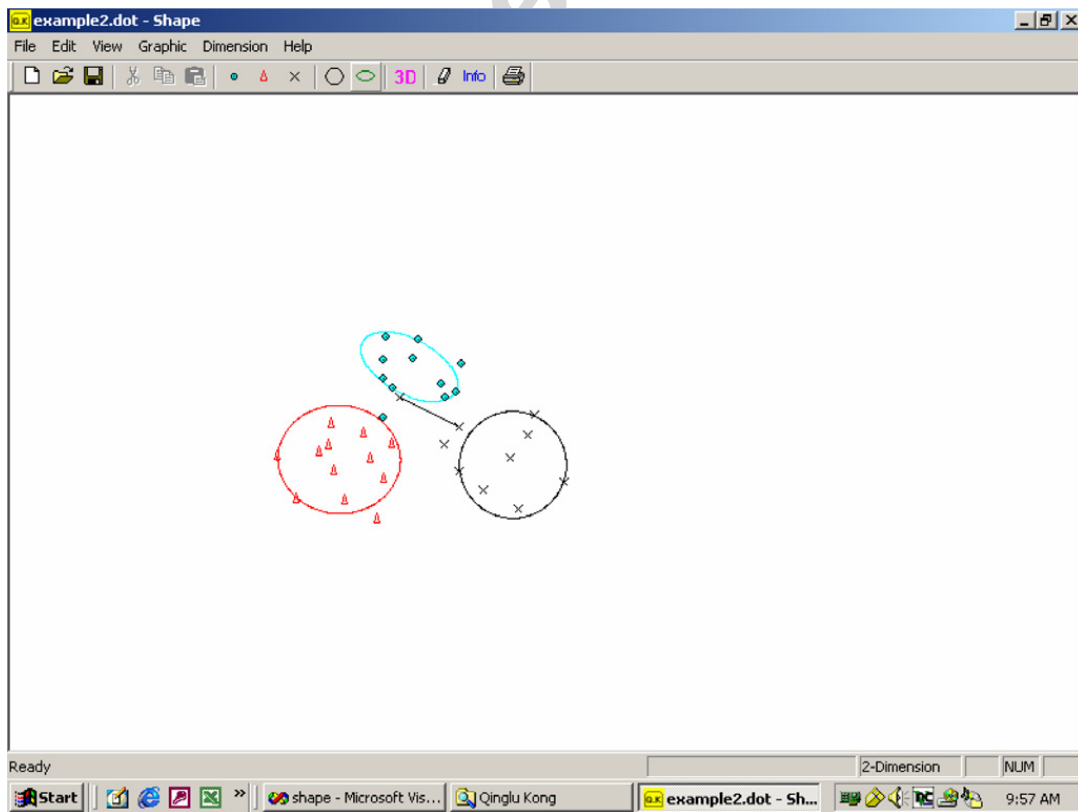 Q.K example2.dot - Shape
File Edit View Graphic Dimension Help
3D Info
Ready 2-Dimension NUM
Start » shape - Microsoft Vis... Qinglu Kong Q.K example2.dot - Sh... 9:57 AM